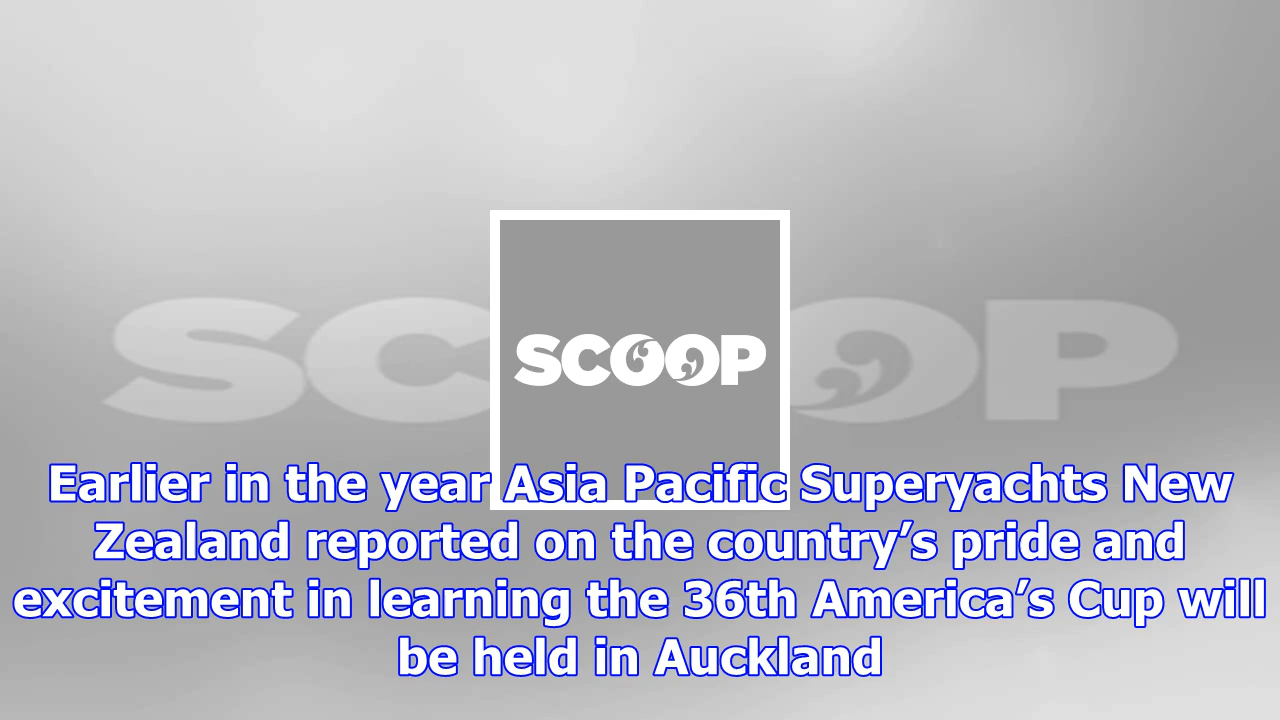 SCOOP
SCOOP
Earlier in the year Asia Pacific Superyachts New
Zealand reported on the country’s pride and
excitement in learning the 36th America’s Cup will
be held in Auckland